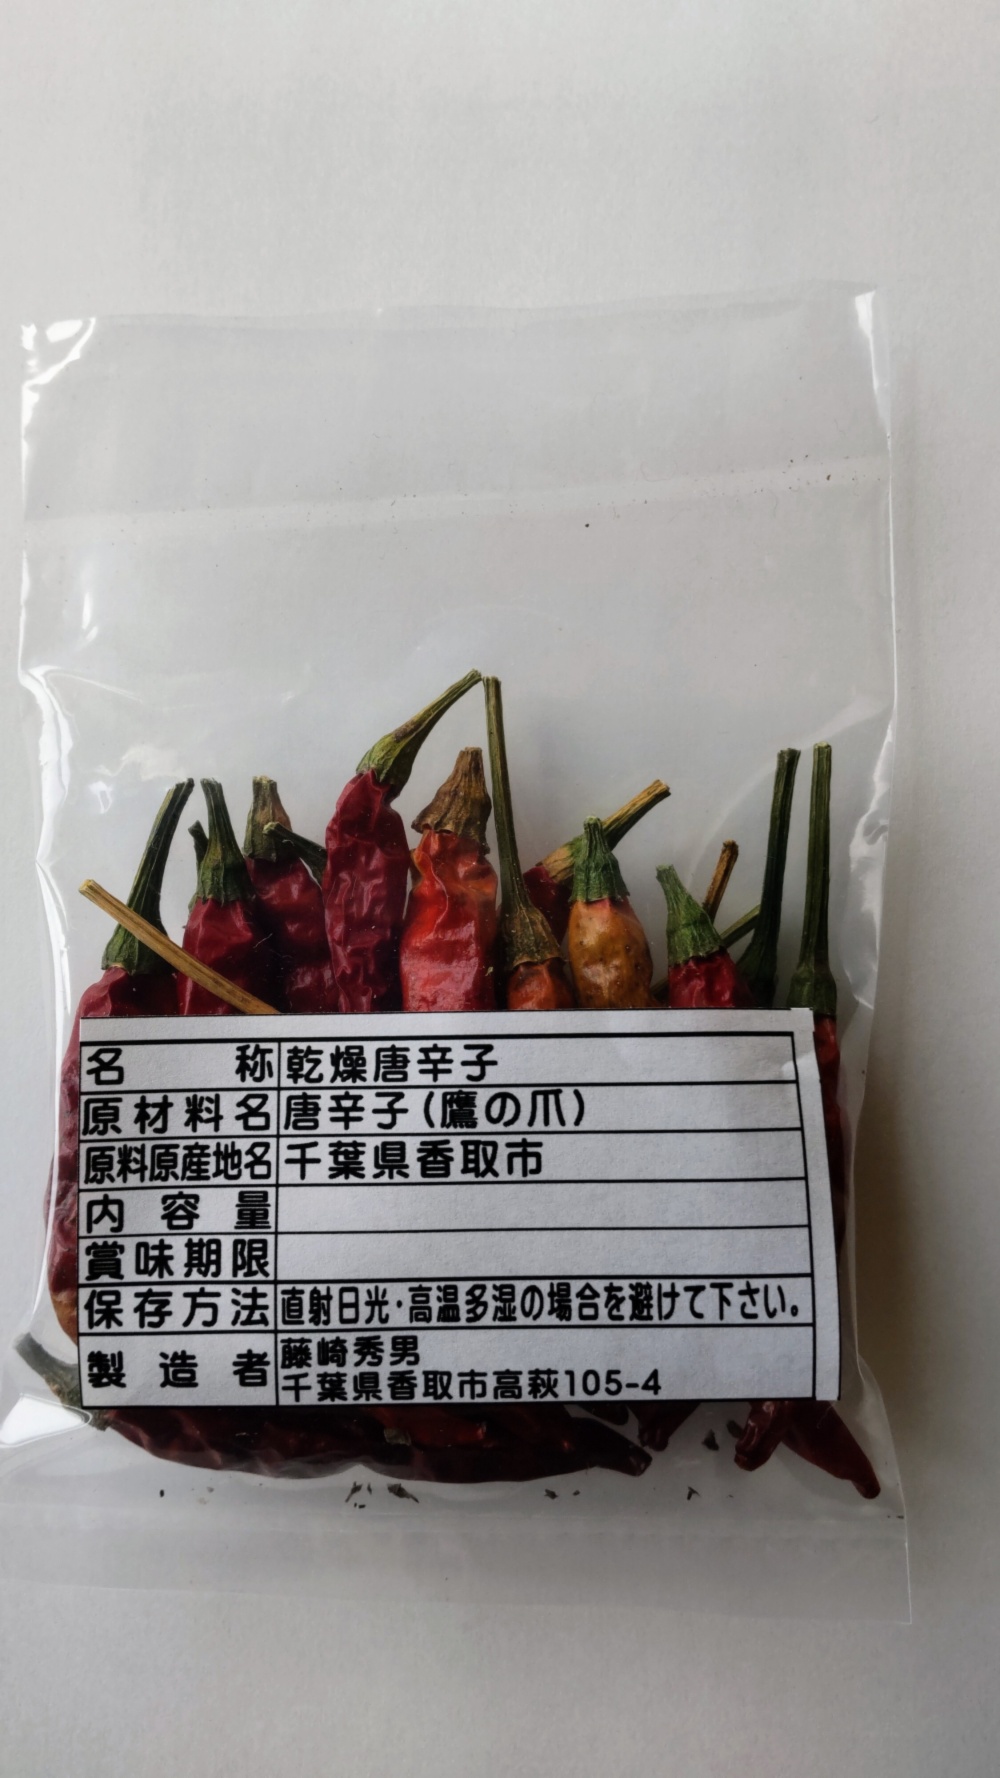 名称 乾燥唐辛子
原材料名 唐辛子(鷹の爪)
原料原産地名 千葉県香取市
内容量
賞味期限
保存方法 直射日光・高温多湿の場合を避けて下さい。
製造者 藤崎秀男
千葉県香取市高萩105-4